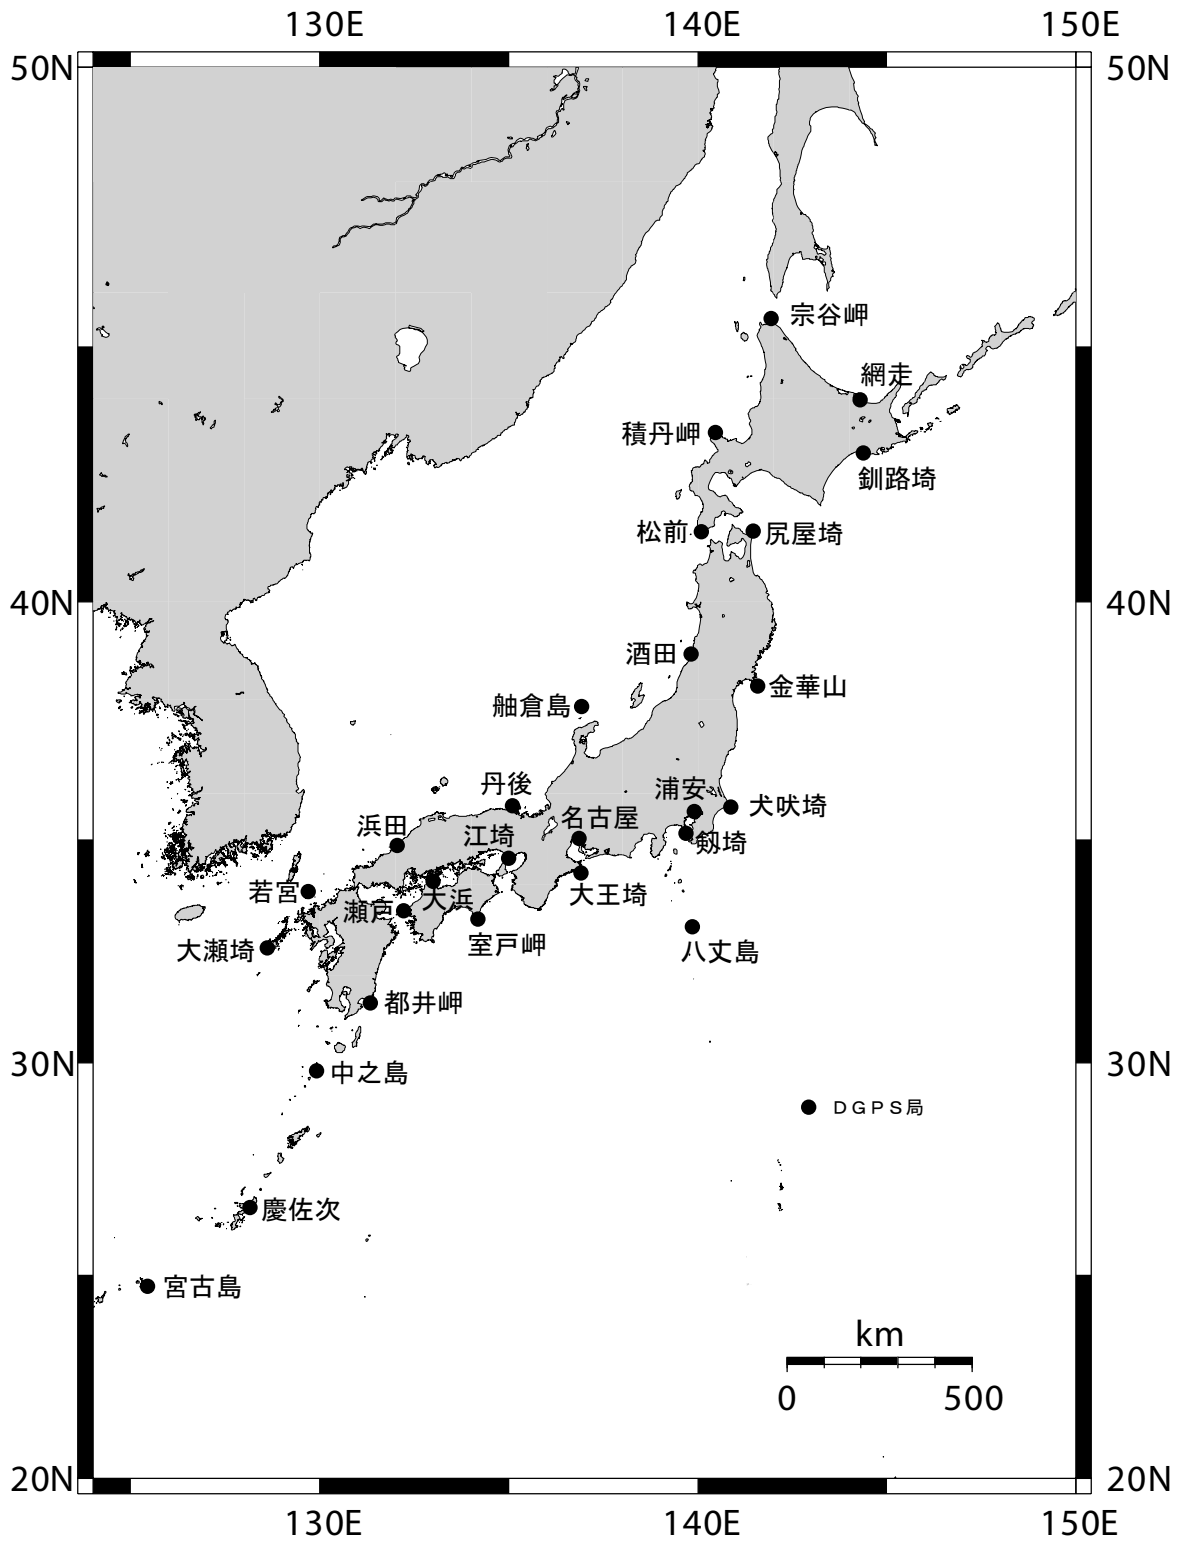 130E 140E 150E
50N 50N
宗谷岬
網走
積丹岬
釧路埼
松前
尻屋埼
40N 40N
酒田
金華山
舳倉島
丹後
浦安
犬吠埼
浜田
江埼
名古屋
剱埼
若宮
瀬戸
大浜
大王埼
大瀬埼
室戸岬
八丈島
都井岬
30N 30N
中之島
DGPS局
慶佐次
宮古島
km
0 500
20N 20N
130E 140E 150E